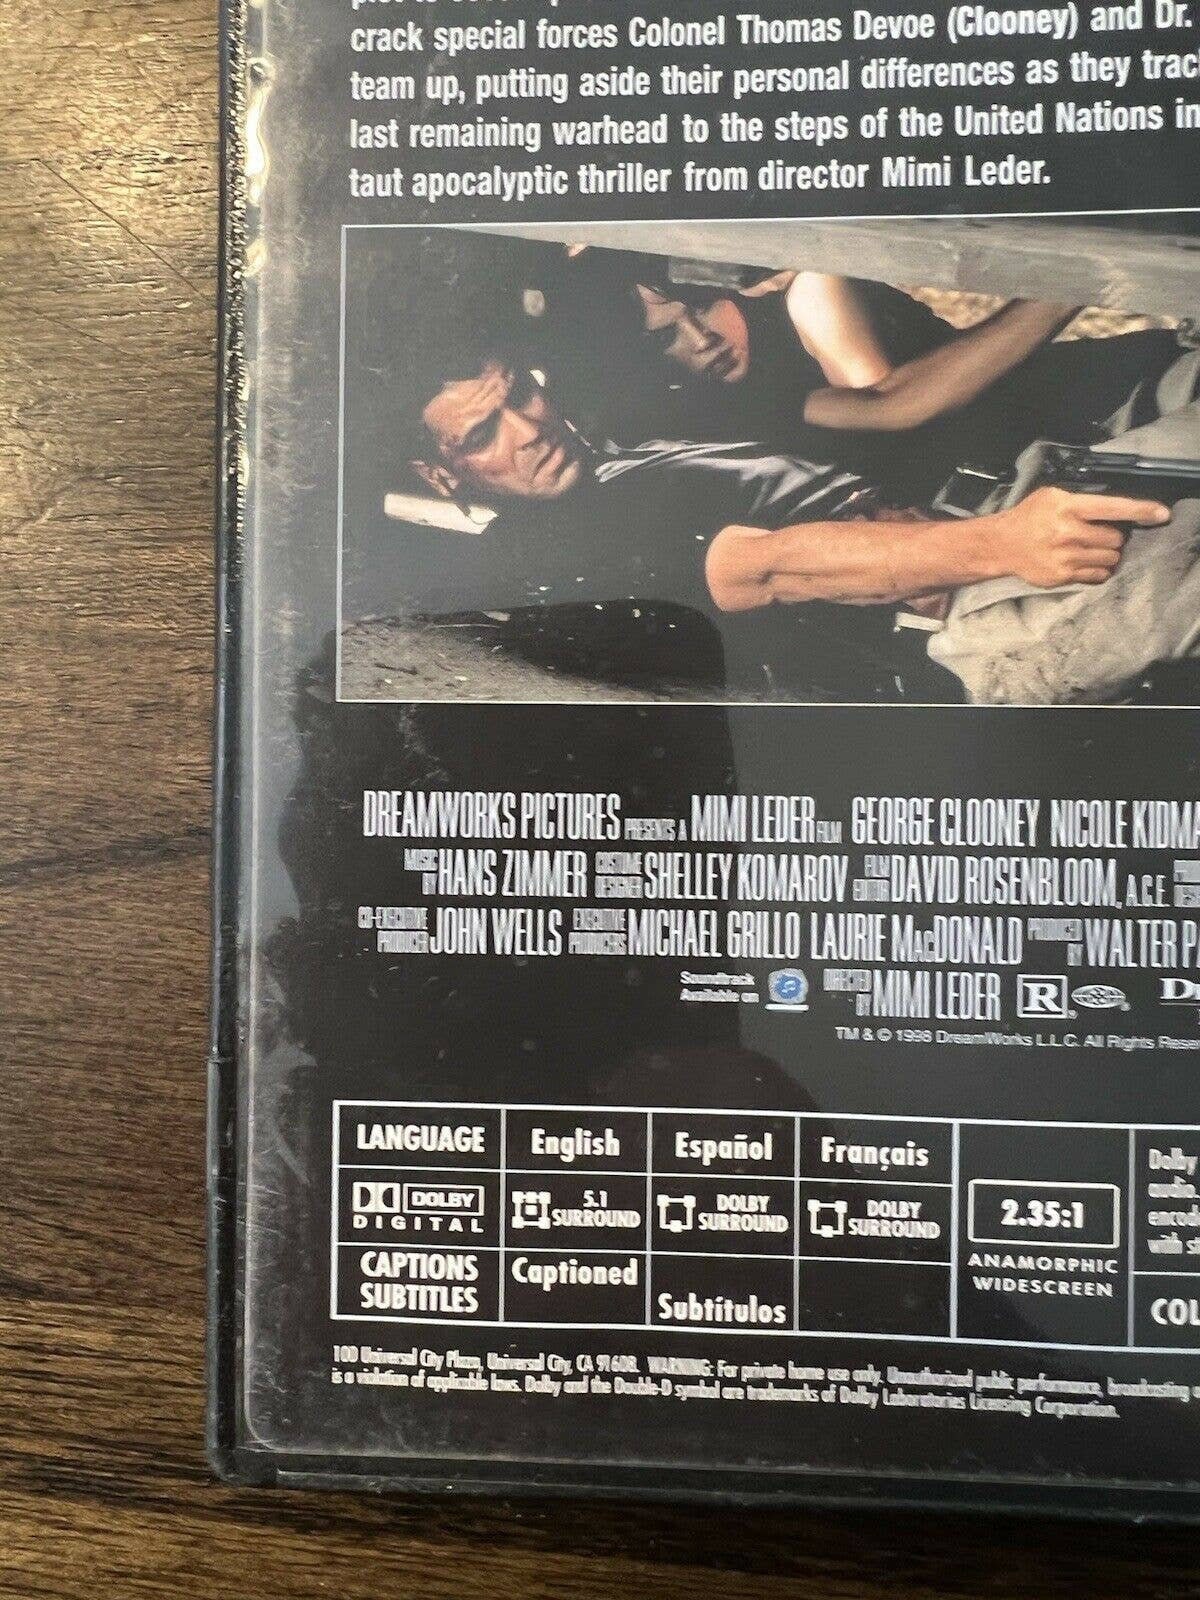 crack special forces Colonel Thomas Devoe (Clooney) and Dr.
team up, putting aside their personal differences as they
last remaining warhead to the steps of the United Nations in
taut apocalyptic thriller from director Mimi Leder.
DREAMWORKS PICTURES PRESENTS A MIMI LEDER FILM GEORGE CLOONEY NICOLE
MUSIC BY HANS ZIMMER COSTUME DESIGNER SHELLEY KOMAROV FILM EDITOR DAVID ROSENBLOOM, A.C.E.
CO-EXECUTIVE PRODUCER JOHN WELLS EXECUTIVE PRODUCERS MICHAEL GRILLO LAURIE MACDONALD PRODUCED BY WALTER
Soundtrack Available on DIRECTED BY MIMI LEDER R
TM & © 1998 DreamWorks L.L.C. All Rights
LANGUAGE English Español Français
DOLBY DIGITAL 5.1 SURROUND DOLBY SURROUND DOLBY SURROUND
CAPTIONS SUBTITLES Captioned Subtítulos
2.35:1
ANAMORPHIC
WIDESCREEN
Dolby
audio.
with
100 Universal City Plaza, Universal City, CA 91608. WARNING: For private home use only. Unauthorized public performance, broadcasting
is a violation of applicable laws. Dolby and the Double-D symbol are trademarks of Dolby Laboratories Licensing Corporation.